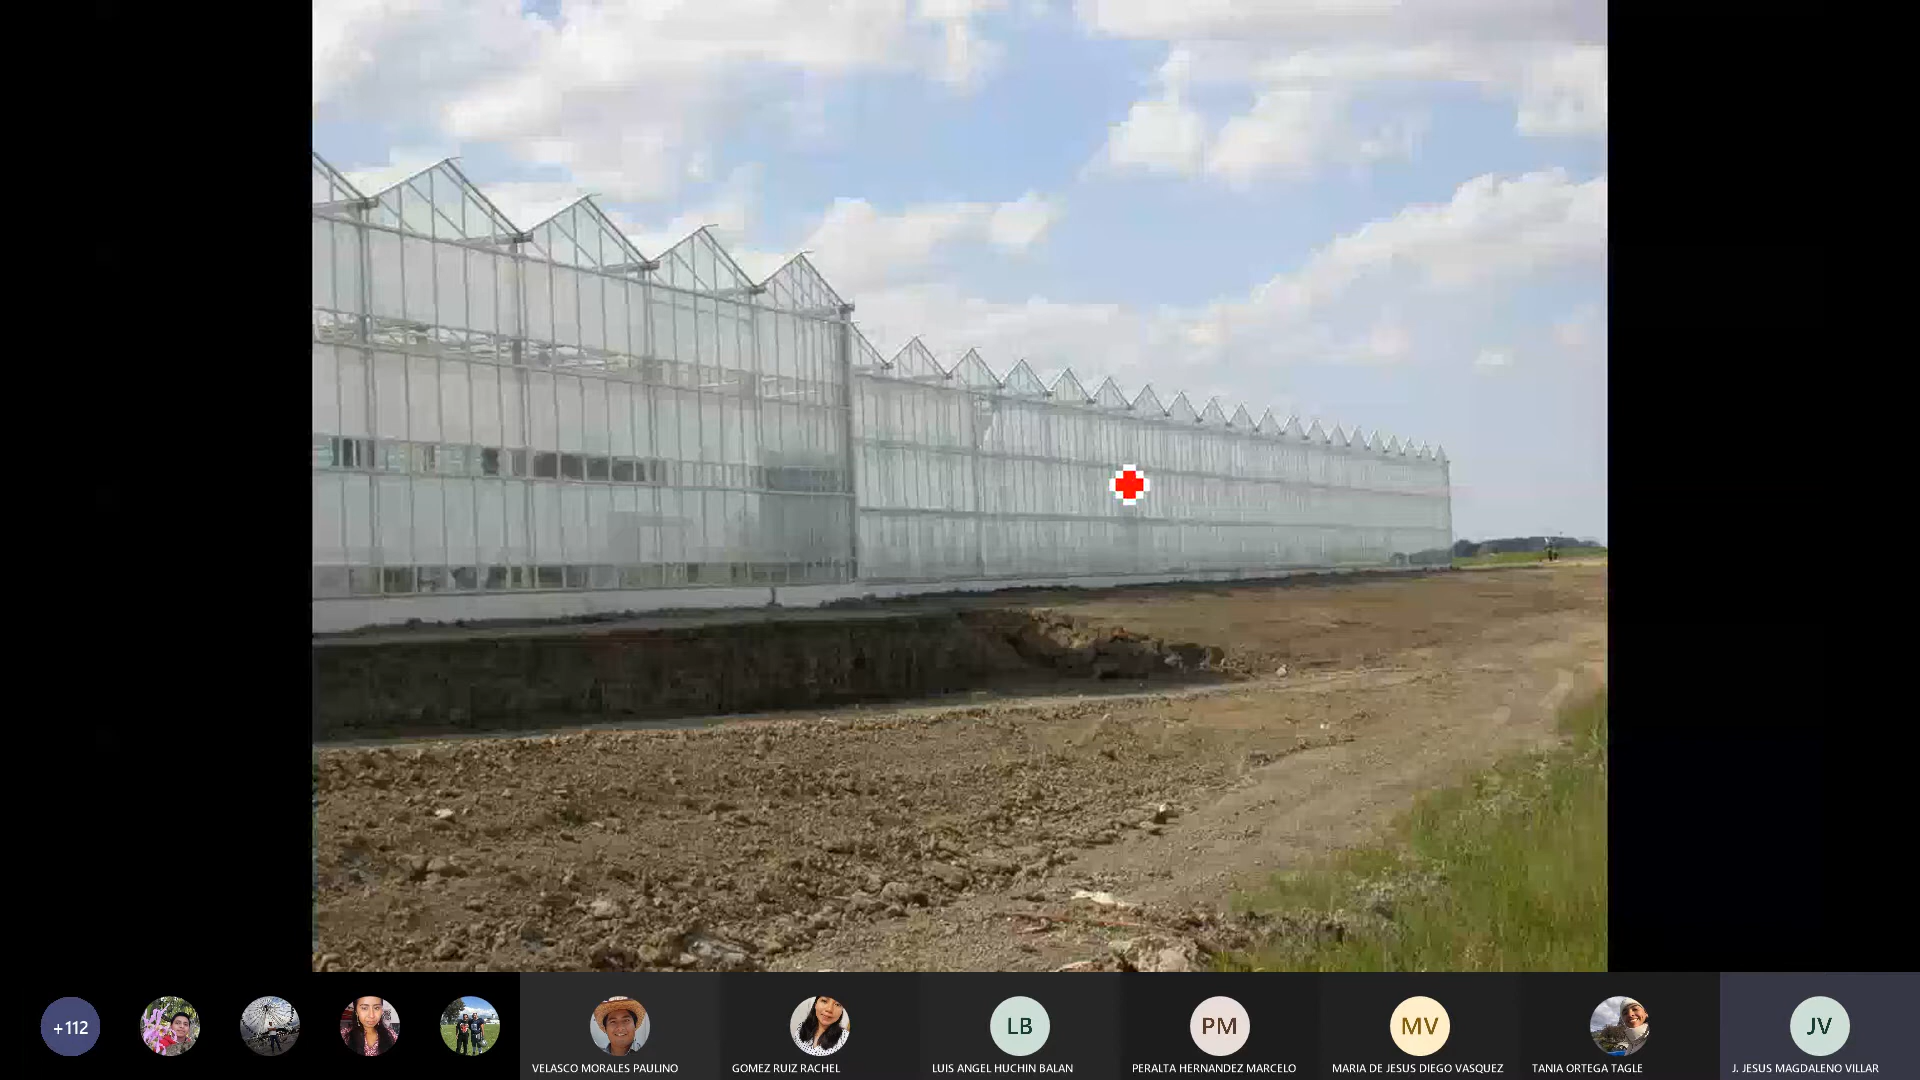 +112
LB
PM
MV
JV
VELASCO MORALES PAULINO
GOMEZ RUIZ RACHEL
LUIS ANGEL HUCHIN BALAN
PERALTA HERNANDEZ MARCELO
MARIA DE JESUS DIEGO VASQUEZ
TANIA ORTEGA TAGLE
J. JESUS MAGDALENO VILLAR